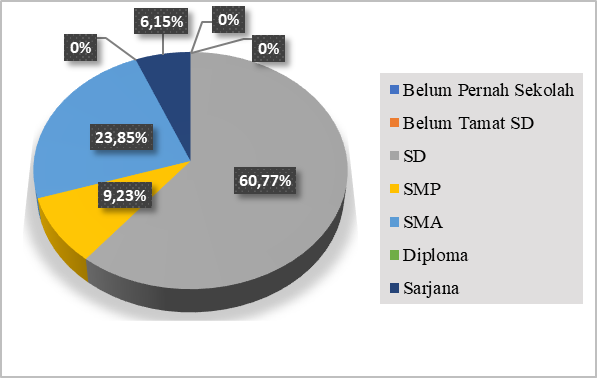 6,15%
0%
0%
0%
23,85%
9,23%
60,77%
Belum Pernah Sekolah
Belum Tamat SD
SD
SMP
SMA
Diploma
Sarjana